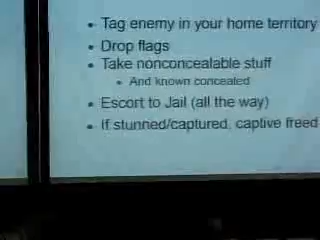 • Tag enemy in your home territory
• Drop flags
• Take nonconcealable stuff
• And known concealed
• Escort to Jail (all the way)
• If stunned/captured, captive freed